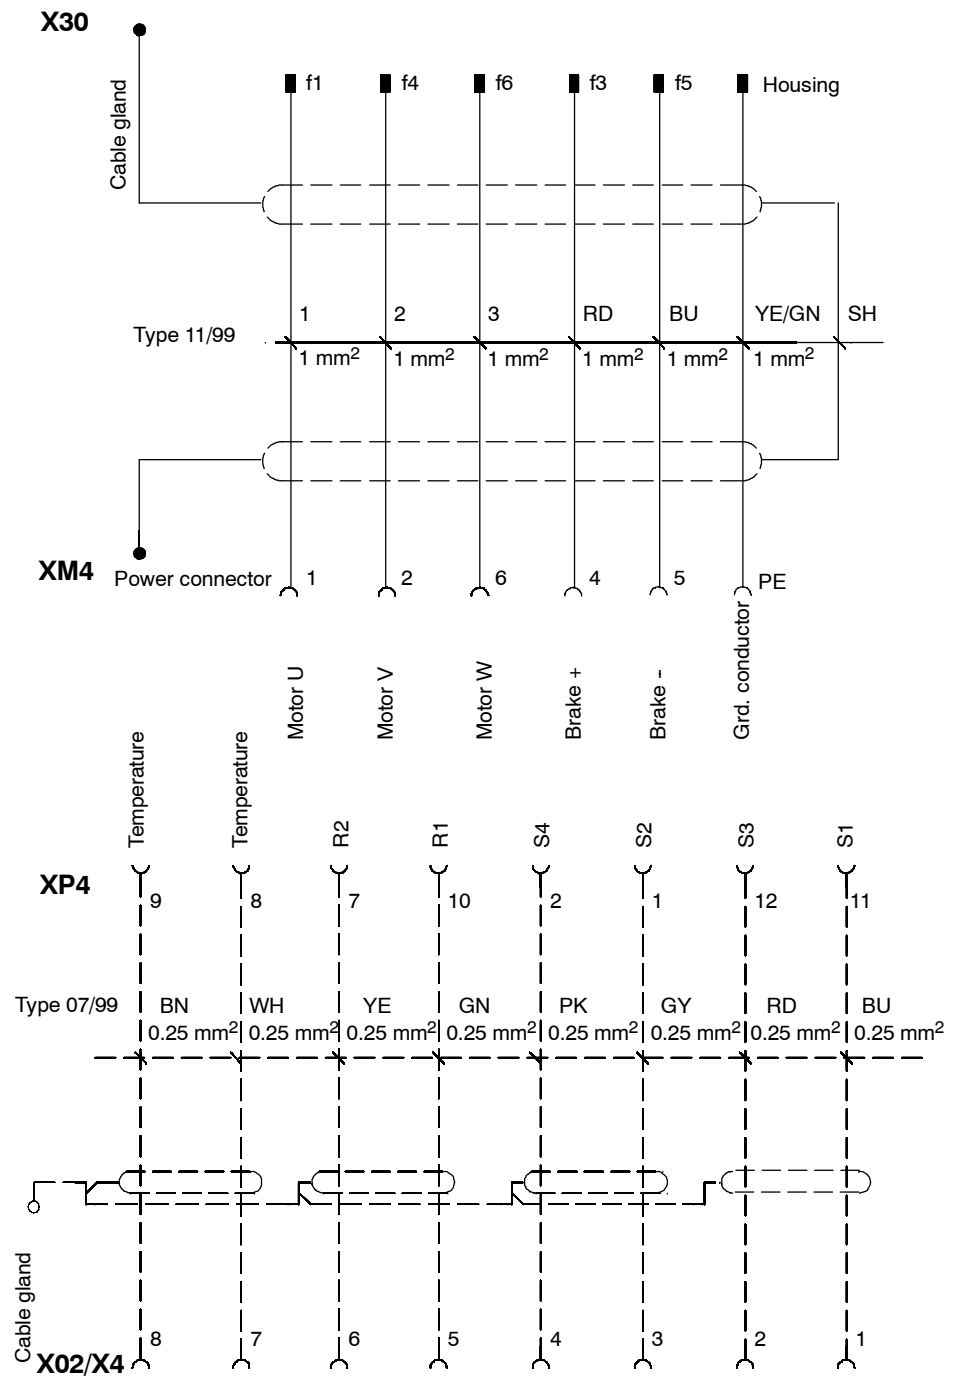 X30
Cable gland
f1 f4 f6 f3 f5 Housing
1 2 3 RD BU YE/GN SH
Type 11/99
1 mm² 1 mm² 1 mm² 1 mm² 1 mm² 1 mm²
XM4
Power connector 1 2 6 4 5 PE
Motor U
Motor V
Motor W
Brake +
Brake -
Grd. conductor
Temperature
Temperature
R2
R1
S4
S2
S3
S1
XP4
9 8 7 10 2 1 12 11
Type 07/99 BN WH YE GN PK GY RD BU
0.25 mm² 0.25 mm² 0.25 mm² 0.25 mm² 0.25 mm² 0.25 mm² 0.25 mm² 0.25 mm²
Cable gland
8 7 6 5 4 3 2 1
X02/X4